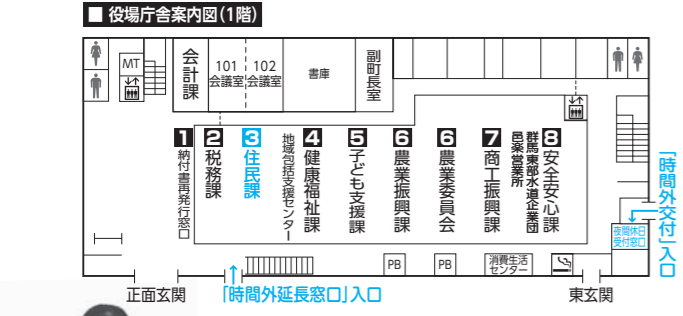 ■ 役場庁舎案内図(1階)
MT
会計課
101
会議室
102
会議室
書庫
副町長室
1 納付書再発行窓口
2 税務課
3 住民課
地域包括支援センター
4 健康福祉課
5 子ども支援課
6 農業振興課
6 農業委員会
7 商工振興課
群馬東部水道企業団
邑楽営業所
8 安全安心課
「時間外交付」入口
夜間休日
受付窓口
PB
PB
消費生活
センター
正面玄関
「時間外延長窓口」入口
東玄関